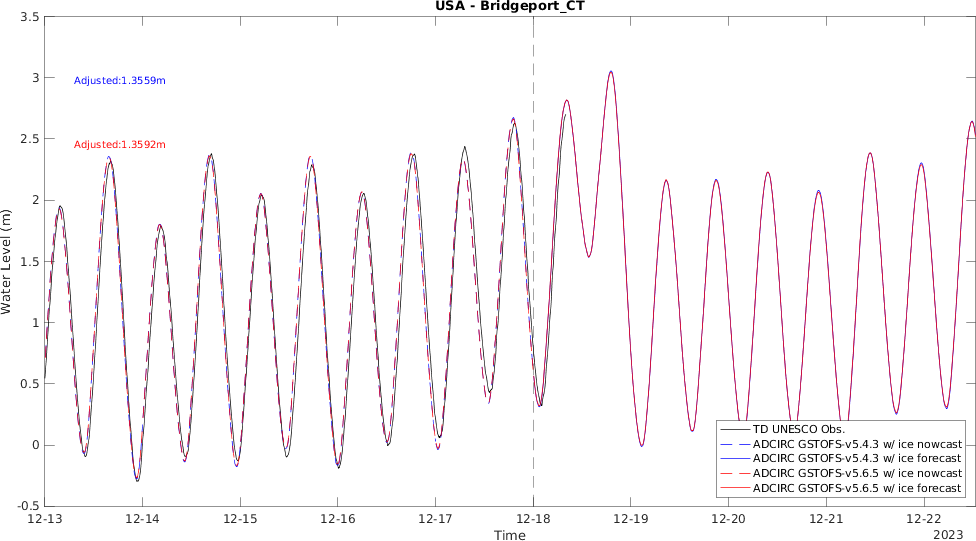 USA - Bridgeport_CT
3.5
3
2.5
2
1.5
1
0.5
0
-0.5
Water Level (m)
Adjusted:1.3559m
Adjusted:1.3592m
TD UNESCO Obs.
ADCIRC GSTOFS-v5.4.3 w/ ice nowcast
ADCIRC GSTOFS-v5.4.3 w/ ice forecast
ADCIRC GSTOFS-v5.6.5 w/ ice nowcast
ADCIRC GSTOFS-v5.6.5 w/ ice forecast
12-13 12-14 12-15 12-16 12-17 12-18 12-19 12-20 12-21 12-22
Time
2023